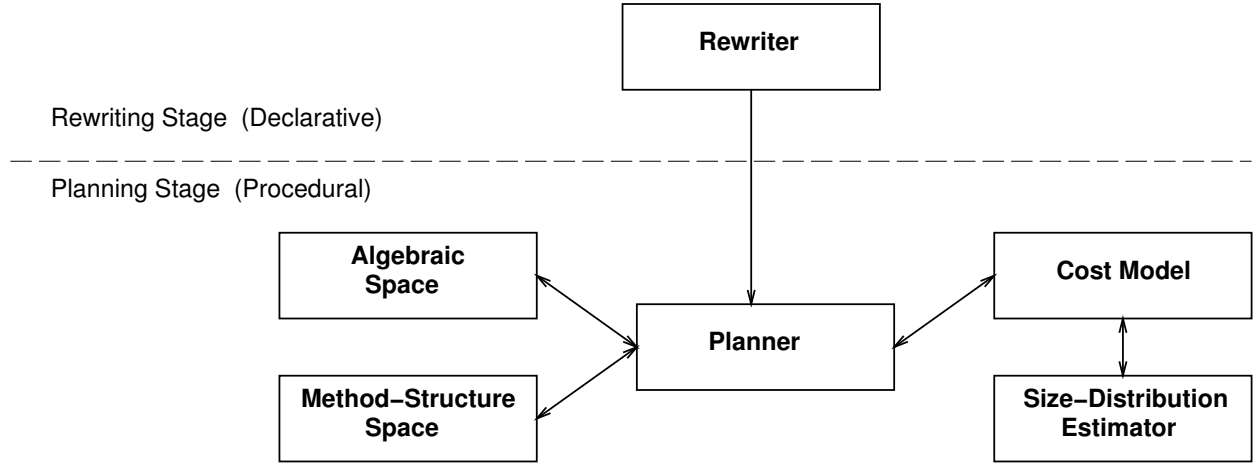 Rewriter
Rewriting Stage (Declarative)
Planning Stage (Procedural)
Algebraic
Space
Cost Model
Planner
Method−Structure
Space
Size−Distribution
Estimator